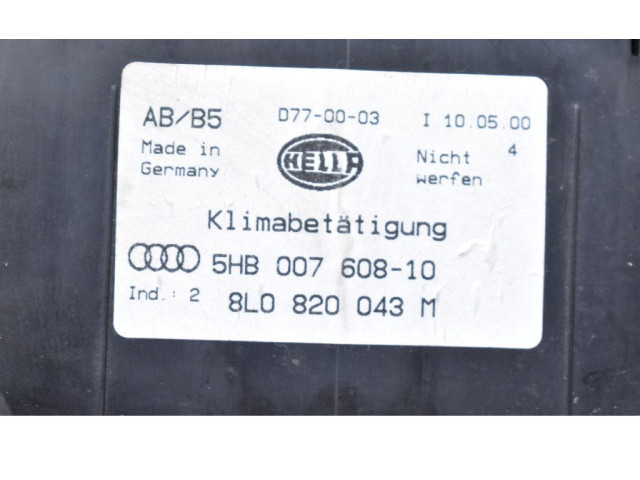 AB/B5 D77-00-03 I 10.05.00
4
Made in Germany
HELLA
Nicht werfen
Klimabetätigung
5HB 007 608-10
Ind.: 2 8L0 820 043 M